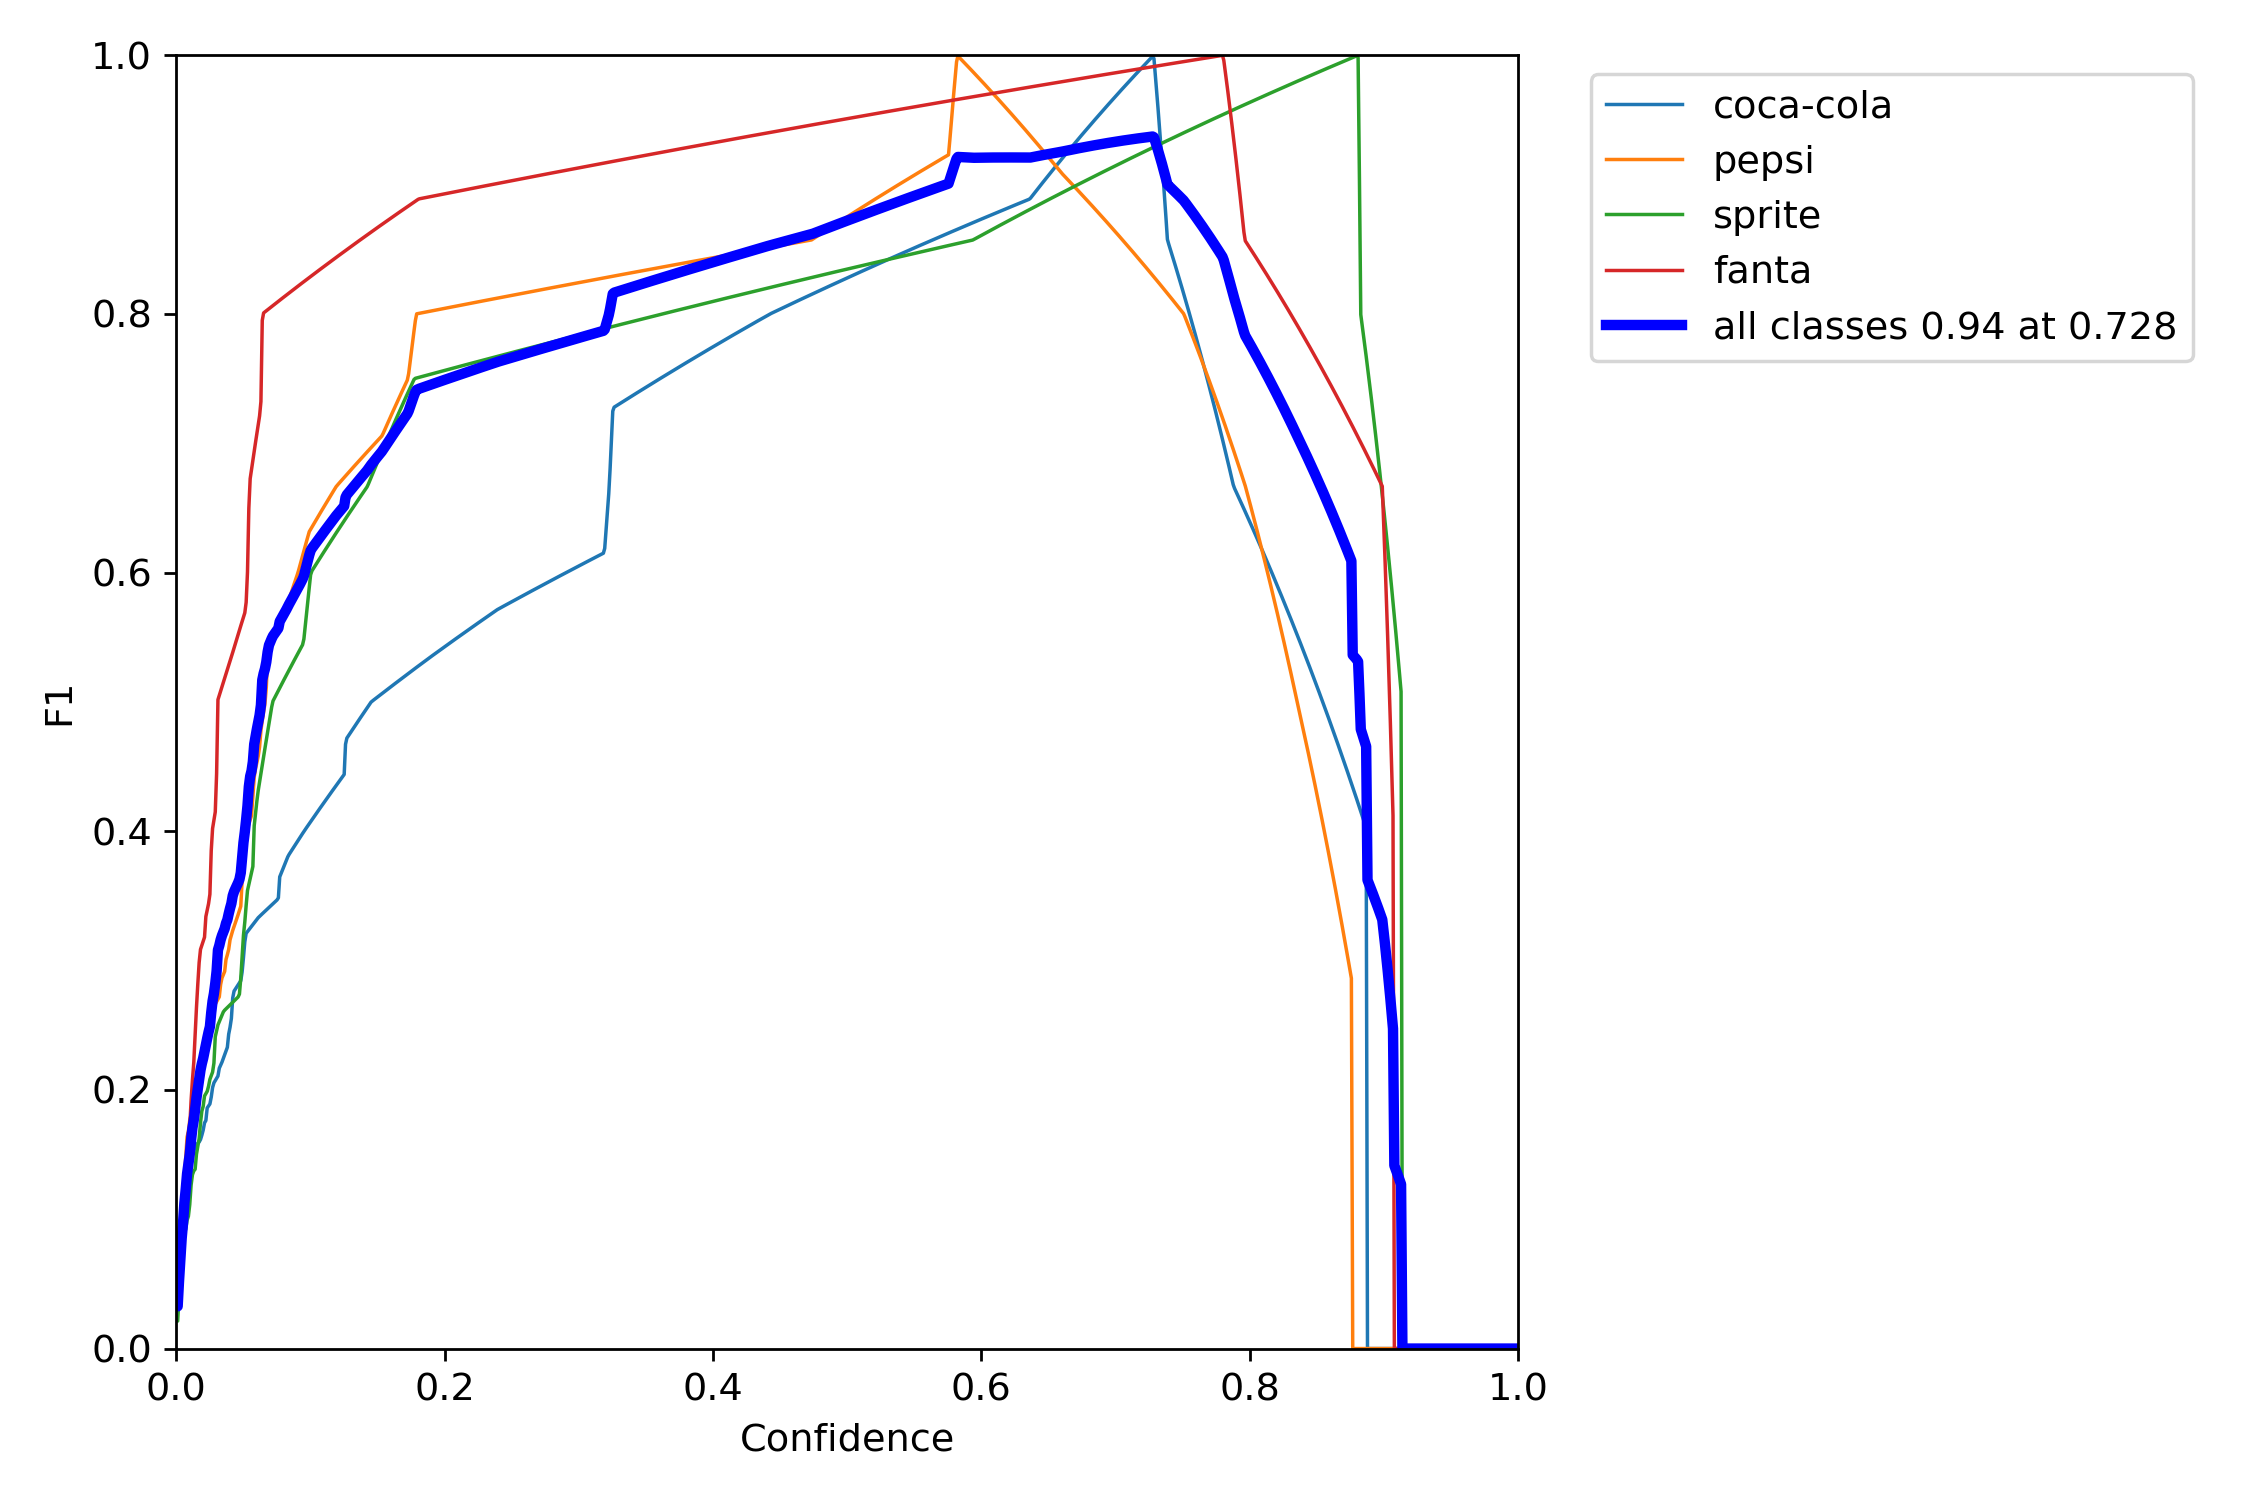 1.0
0.8
0.6
0.4
0.2
0.0
F1
0.0 0.2 0.4 0.6 0.8 1.0
Confidence
coca-cola
pepsi
sprite
fanta
all classes 0.94 at 0.728